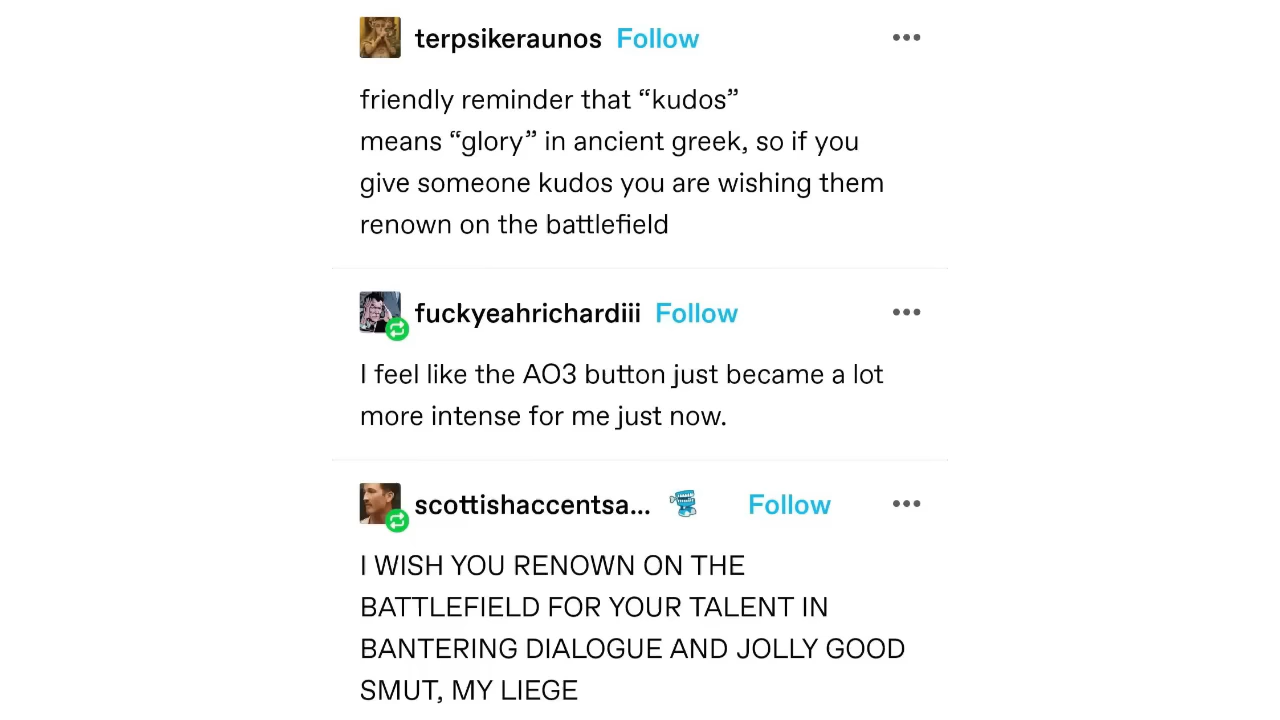 terpsikeraunos Follow
friendly reminder that “kudos”
means “glory” in ancient greek, so if you
give someone kudos you are wishing them
renown on the battlefield
fuckyeahrichardiii Follow
I feel like the AO3 button just became a lot
more intense for me just now.
scottishaccentsa... Follow
I WISH YOU RENOWN ON THE
BATTLEFIELD FOR YOUR TALENT IN
BANTERING DIALOGUE AND JOLLY GOOD
SMUT, MY LIEGE